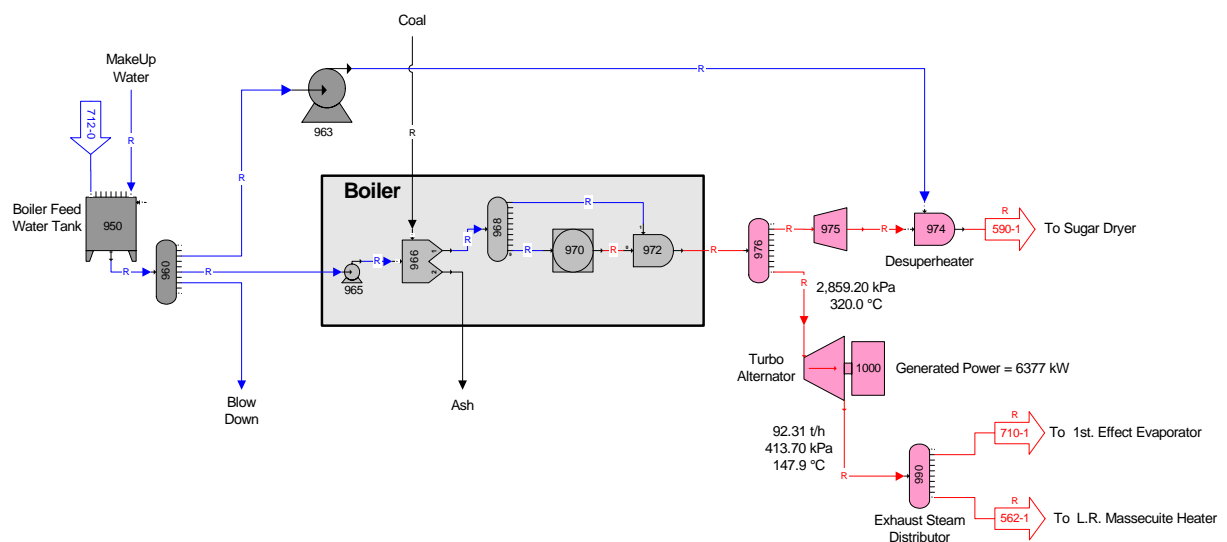 Coal
MakeUp
Water
R
712-0
R
963
R
R
Boiler
Boiler Feed
Water Tank
950
R
960
R
965
R
966
1
2
R
968
R
R
970
R
972
R
976
R
975
R
974
R
590-1
To Sugar Dryer
Desuperheater
R
2,859.20 kPa
320.0 °C
Turbo
Alternator
1000
Generated Power = 6377 kW
Blow
Down
Ash
92.31 t/h
413.70 kPa
147.9 °C
R
990
R
710-1
To 1st. Effect Evaporator
R
562-1
To L.R. Massecuite Heater
Exhaust Steam
Distributor